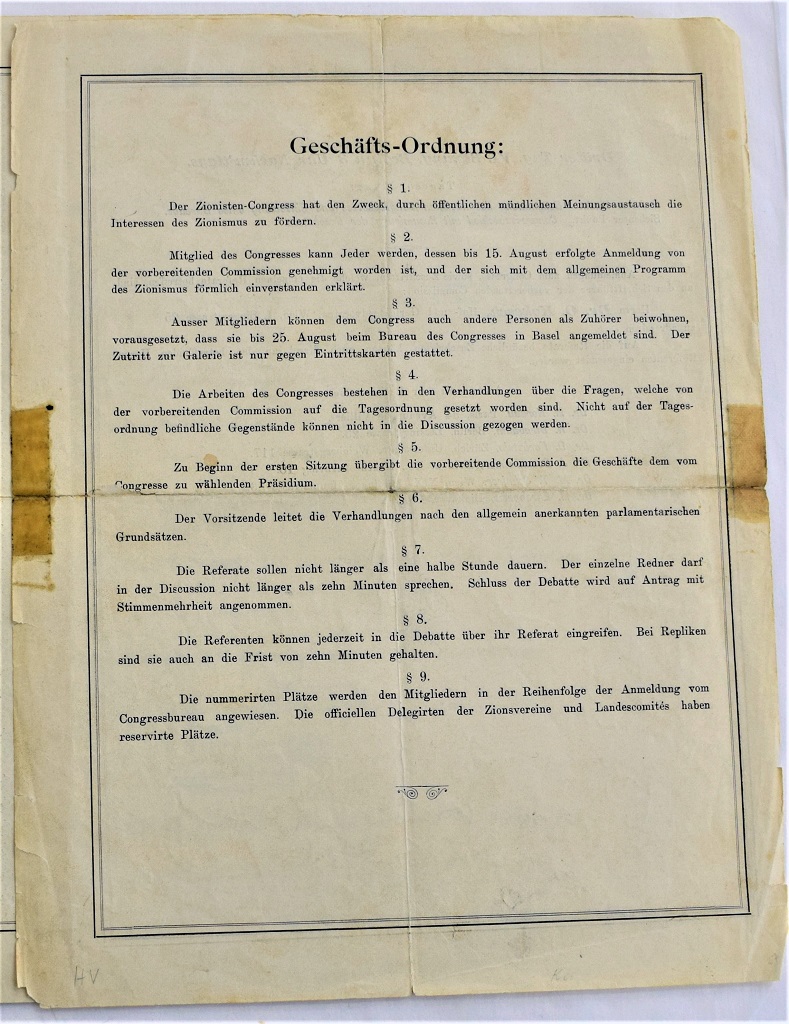 Geschäfts-Ordnung:
§ 1.
Der Zionisten-Congress hat den Zweck, durch öffentlichen mündlichen Meinungsaustausch die
Interessen des Zionismus zu fördern.
§ 2.
Mitglied des Congresses kann Jeder werden, dessen bis 15. August erfolgte Anmeldung von
der vorbereitenden Commission genehmigt worden ist, und der sich mit dem allgemeinen Programm
des Zionismus förmlich einverstanden erklärt.
§ 3.
Ausser Mitgliedern können dem Congress auch andere Personen als Zuhörer beiwohnen,
vorausgesetzt, dass sie bis 25. August beim Bureau des Congresses in Basel angemeldet sind. Der
Zutritt zur Galerie ist nur gegen Eintrittskarten gestattet.
§ 4.
Die Arbeiten des Congresses bestehen in den Verhandlungen über die Fragen, welche von
der vorbereitenden Commission auf die Tagesordnung gesetzt worden sind. Nicht auf der Tages-
ordnung befindliche Gegenstände können nicht in die Discussion gezogen werden.
§ 5.
Zu Beginn der ersten Sitzung übergibt die vorbereitende Commission die Geschäfte dem vom
Congresse zu wählenden Präsidium.
§ 6.
Der Vorsitzende leitet die Verhandlungen nach den allgemein anerkannten parlamentarischen
Grundsätzen.
§ 7.
Die Referate sollen nicht länger als eine halbe Stunde dauern. Der einzelne Redner darf
in der Discussion nicht länger als zehn Minuten sprechen. Schluss der Debatte wird auf Antrag mit
Stimmenmehrheit angenommen.
§ 8.
Die Referenten können jederzeit in die Debatte über ihr Referat eingreifen. Bei Repliken
sind sie auch an die Frist von zehn Minuten gehalten.
§ 9.
Die nummerirten Plätze werden den Mitgliedern in der Reihenfolge der Anmeldung vom
Congressbureau angewiesen. Die officiellen Delegirten der Zionsvereine und Landescomités haben
reservirte Plätze.
HV